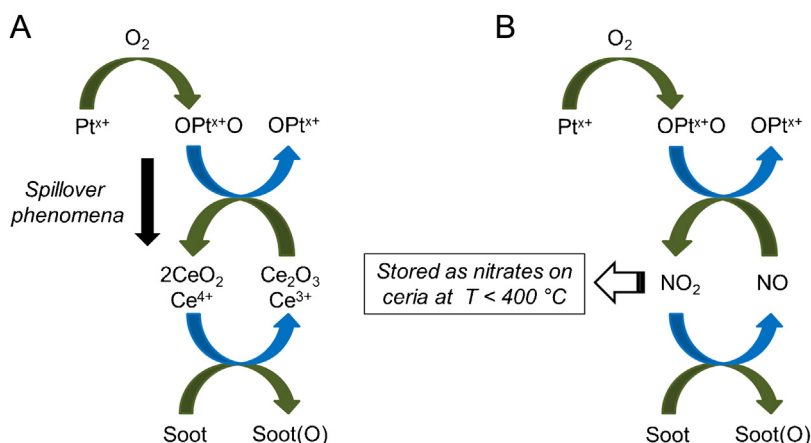 A
O₂
Ptˣ⁺
OPtˣ⁺O
OPtˣ⁺
Spillover
phenomena
2CeO₂
Ce⁴⁺
Ce₂O₃
Ce³⁺
Soot
Soot(O)
B
O₂
Ptˣ⁺
OPtˣ⁺O
OPtˣ⁺
Stored as nitrates on
ceria at T < 400 °C
NO₂
NO
Soot
Soot(O)